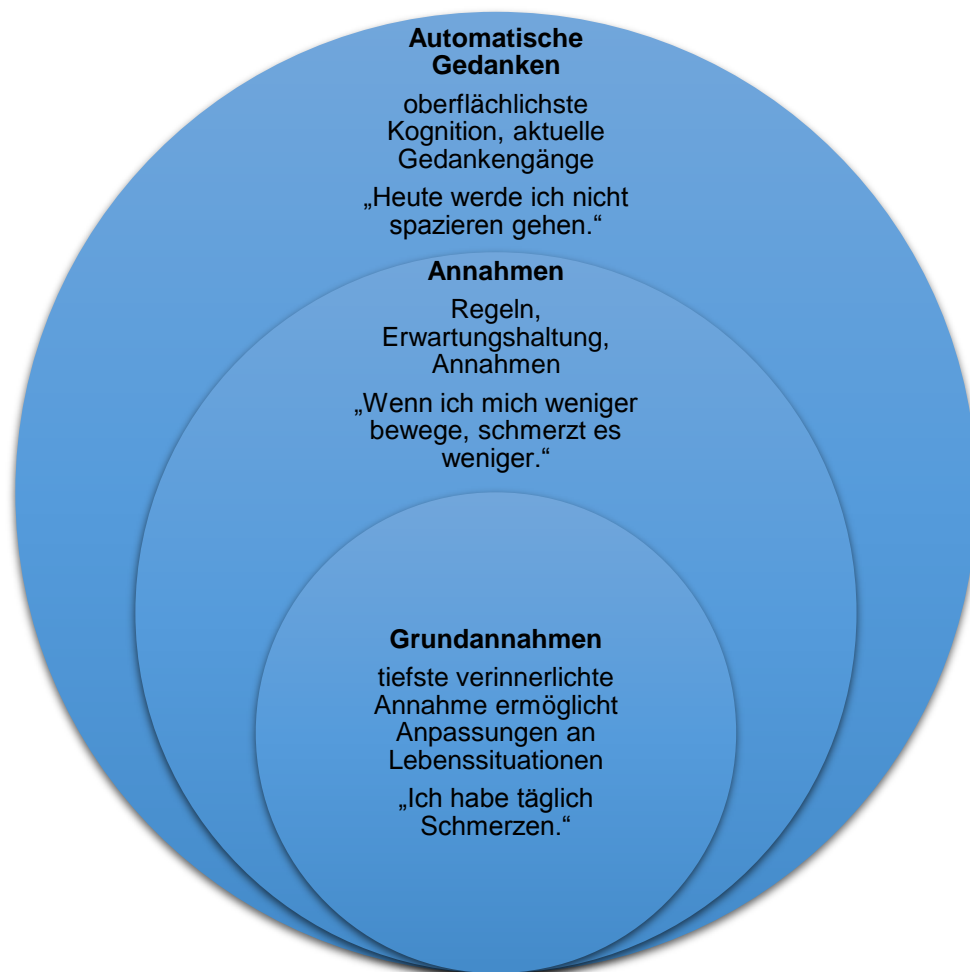 Automatische
Gedanken
oberflächlichste
Kognition, aktuelle
Gedankengänge
„Heute werde ich nicht
spazieren gehen.“
Annahmen
Regeln,
Erwartungshaltung,
Annahmen
„Wenn ich mich weniger
bewege, schmerzt es
weniger.“
Grundannahmen
tiefste verinnerlichte
Annahme ermöglicht
Anpassungen an
Lebenssituationen
„Ich habe täglich
Schmerzen.“